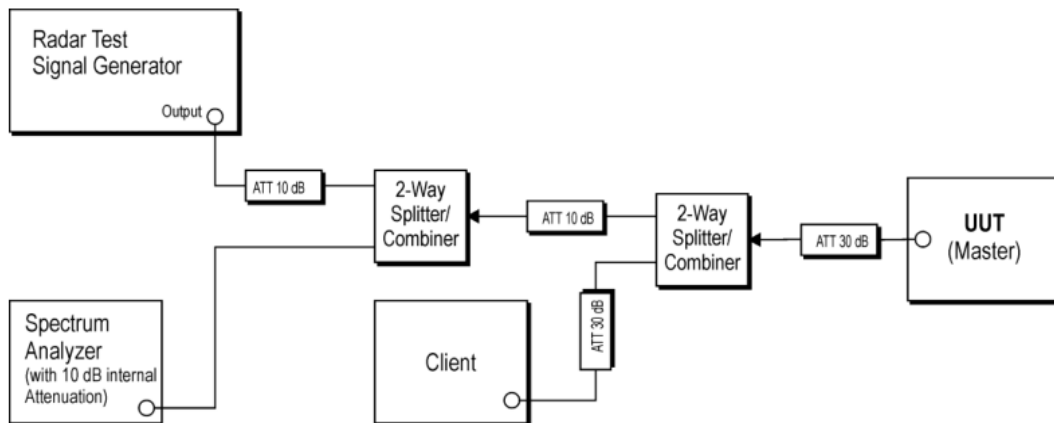 Radar Test
Signal Generator
Output
ATT 10 dB
2-Way
Splitter/
Combiner
ATT 10 dB
2-Way
Splitter/
Combiner
ATT 30 dB
UUT
(Master)
Spectrum
Analyzer
(with 10 dB internal
Attenuation)
Client
ATT 30 dB